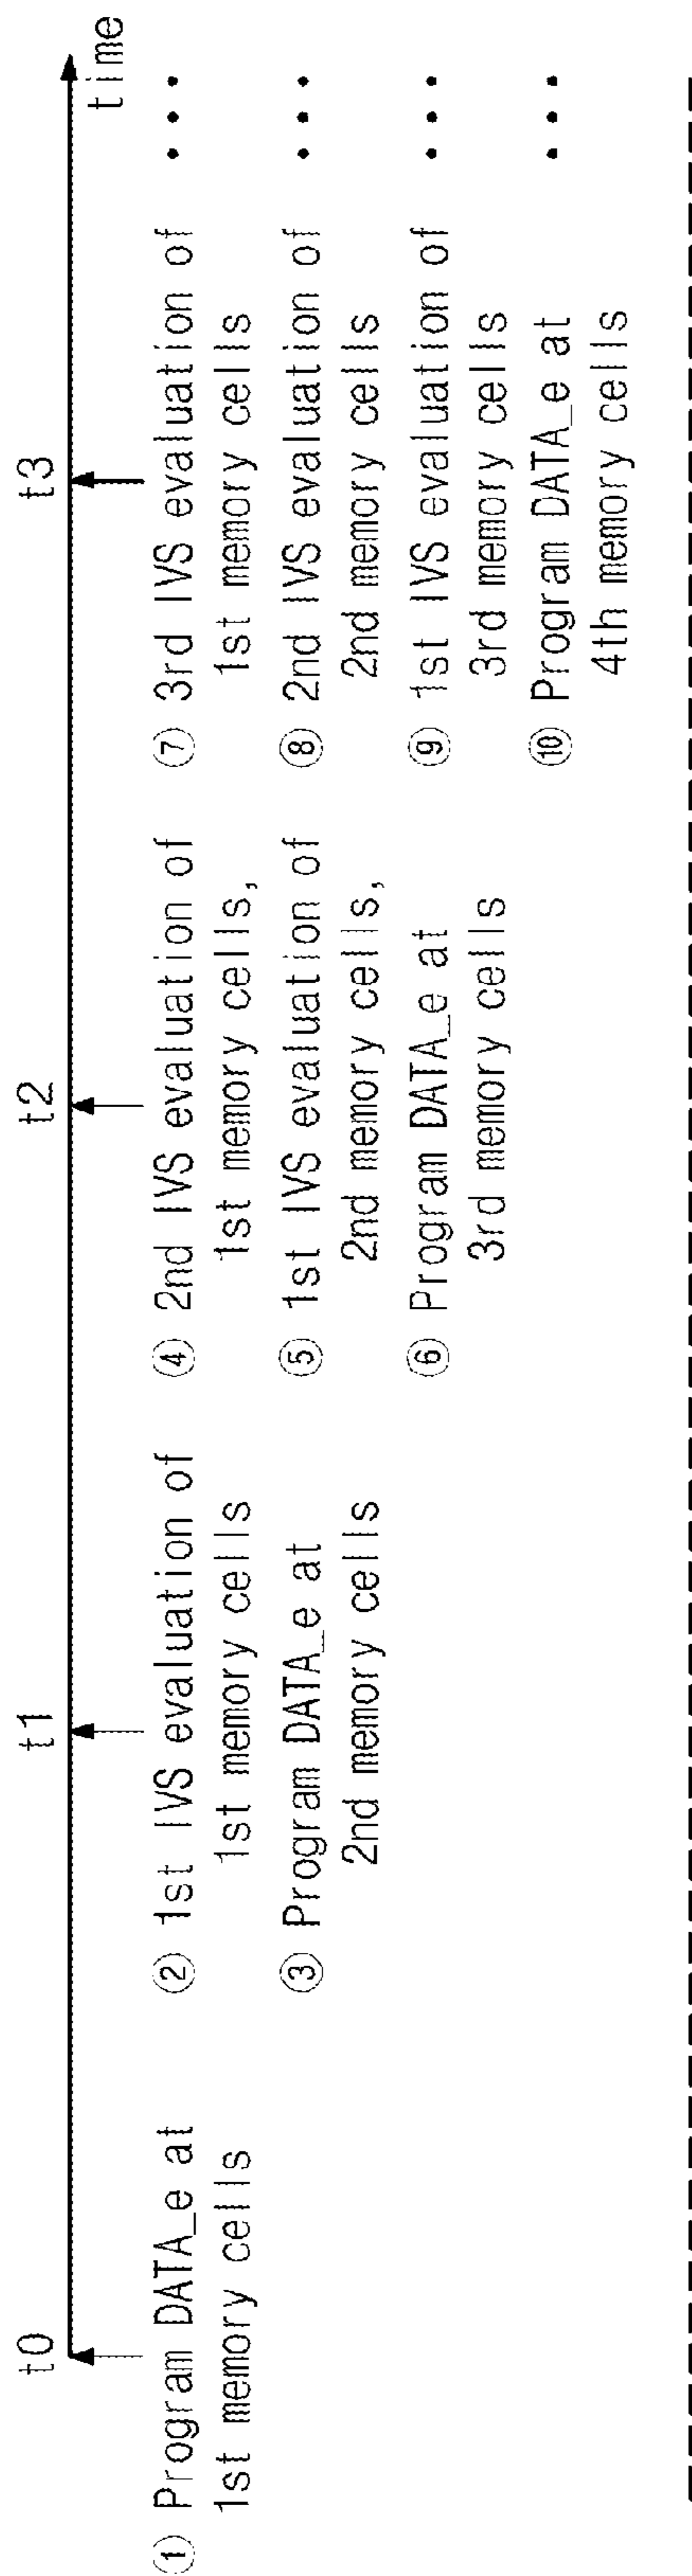 t0
t1
t2
t3
time
① Program DATA_e at
1st memory cells
② 1st IVS evaluation of
1st memory cells
③ Program DATA_e at
2nd memory cells
④ 2nd IVS evaluation of
1st memory cells,
⑤ 1st IVS evaluation of
2nd memory cells,
⑥ Program DATA_e at
3rd memory cells
⑦ 3rd IVS evaluation of
1st memory cells
⑧ 2nd IVS evaluation of
2nd memory cells
⑨ 1st IVS evaluation of
3rd memory cells
⑩ Program DATA_e at
4th memory cells